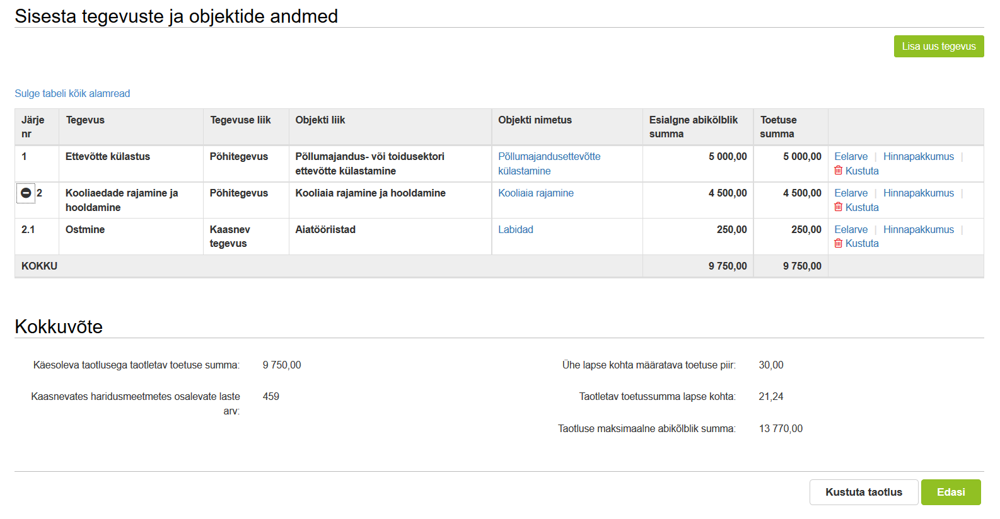 Sisesta tegevuste ja objektide andmed
Lisa uus tegevus
Sulge tabeli kõik alamread
Järje nr
Tegevus
Tegevuse liik
Objekti liik
Objekti nimetus
Esialgne abikõlblik summa
Toetuse summa
1
Ettevõtte külastus
Põhitegevus
Põllumajandus- või toidusektori
ettevõtte külastamine
Põllumajandusettevõtte
külastamine
5 000,00
5 000,00
Eelarve | Hinnapakkumus |
Kustuta
2
Kooliaedade rajamine ja
hooldamine
Põhitegevus
Kooliaia rajamine ja hooldamine
Kooliaia rajamine
4 500,00
4 500,00
Eelarve | Hinnapakkumus |
Kustuta
2.1
Ostmine
Kaasnev
tegevus
Aiatööriistad
Labidad
250,00
250,00
Eelarve | Hinnapakkumus |
Kustuta
KOKKU
9 750,00
9 750,00
Kokkuvõte
Käesoleva taotlusega taotletav toetuse summa: 9 750,00
Kaasnevates haridusmeetmetes osalevate laste
arv: 459
Ühe lapse kohta määratava toetuse piir: 30,00
Taotletav toetussumma lapse kohta: 21,24
Taotluse maksimaalne abikõlblik summa: 13 770,00
Kustuta taotlus
Edasi